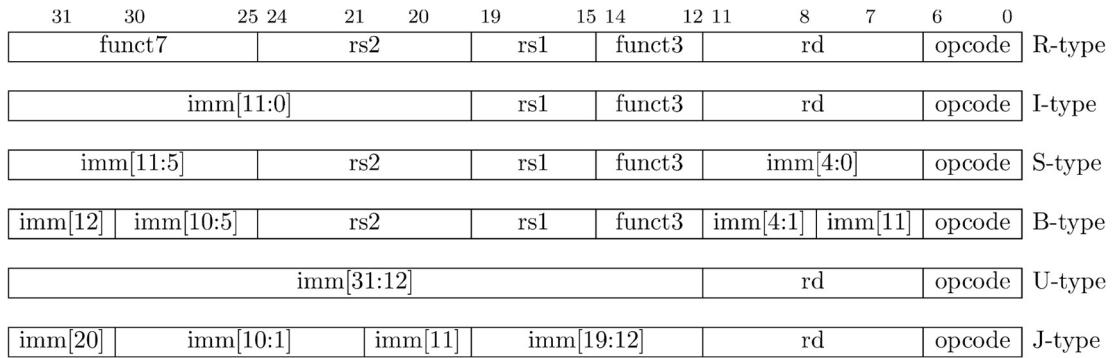 31 30 25 24 21 20 19 15 14 12 11 8 7 6 0
funct7 rs2 rs1 funct3 rd opcode R-type
imm[11:0] rs1 funct3 rd opcode I-type
imm[11:5] rs2 rs1 funct3 imm[4:0] opcode S-type
imm[12] imm[10:5] rs2 rs1 funct3 imm[4:1] imm[11] opcode B-type
imm[31:12] rd opcode U-type
imm[20] imm[10:1] imm[11] imm[19:12] rd opcode J-type